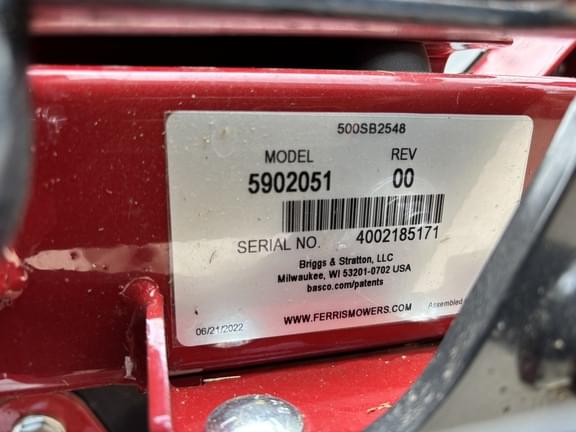 500SB2548
MODEL REV
5902051 00
SERIAL NO. 4002185171
Briggs & Stratton, LLC
Milwaukee, WI 53201-0702 USA
basco.com/patents
06/21/2022 WWW.FERRISMOWERS.COM Assembled